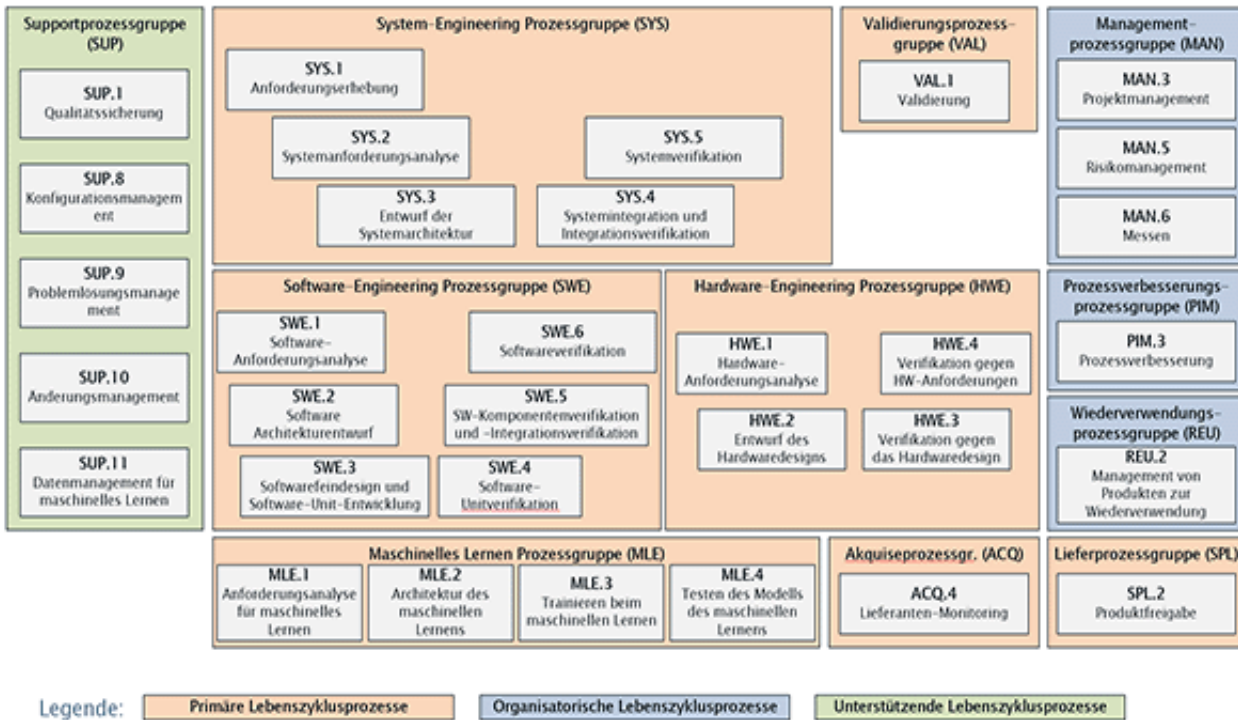 Supportprozessgruppe
(SUP)
SUP.1
Qualitätssicherung
SUP.8
Konfigurationsmanagem
ent
SUP.9
Problemlösungsmanage
ment
SUP.10
Änderungsmanagement
SUP.11
Datenmanagement für
maschinelles Lernen
System-Engineering Prozessgruppe (SYS)
SYS.1
Anforderungserhebung
SYS.2
Systemanforderungsanalyse
SYS.3
Entwurf der
Systemarchitektur
SYS.5
Systemverifikation
SYS.4
Systemintegration und
Integrationsverifikation
Validierungsprozess-
gruppe (VAL)
VAL.1
Validierung
Management-
prozessgruppe (MAN)
MAN.3
Projektmanagement
MAN.5
Risikomanagement
MAN.6
Messen
Software-Engineering Prozessgruppe (SWE)
SWE.1
Software-
Anforderungsanalyse
SWE.2
Software
Architekturentwurf
SWE.3
Softwarefeindesign und
Software-Unit-Entwicklung
SWE.6
Softwareverifikation
SWE.5
SW-Komponentenverifikation
und -Integrationsverifikation
SWE.4
Software-
Unitverifikation
Hardware-Engineering Prozessgruppe (HWE)
HWE.1
Hardware-
Anforderungsanalyse
HWE.2
Entwurf des
Hardwaredesigns
HWE.4
Verifikation gegen
HW-Anforderungen
HWE.3
Verifikation gegen
das Hardwaredesign
Prozessverbesserungs-
prozessgruppe (PIM)
PIM.3
Prozessverbesserung
Wiederverwendungs-
prozessgruppe (REU)
REU.2
Management von
Produkten zur
Wiederverwendung
Maschinelles Lernen Prozessgruppe (MLE)
MLE.1
Anforderungsanalyse
für maschinelles
Lernen
MLE.2
Architektur des
maschinellen
Lernens
MLE.3
Trainieren beim
maschinellen Lernen
MLE.4
Testen des Modells
des maschinellen
Lernens
Akquiseprozessgr. (ACQ)
ACQ.4
Lieferanten-Monitoring
Lieferprozessgruppe (SPL)
SPL.2
Produktfreigabe
Legende:
Primäre Lebenszyklusprozesse
Organisatorische Lebenszyklusprozesse
Unterstützende Lebenszyklusprozesse